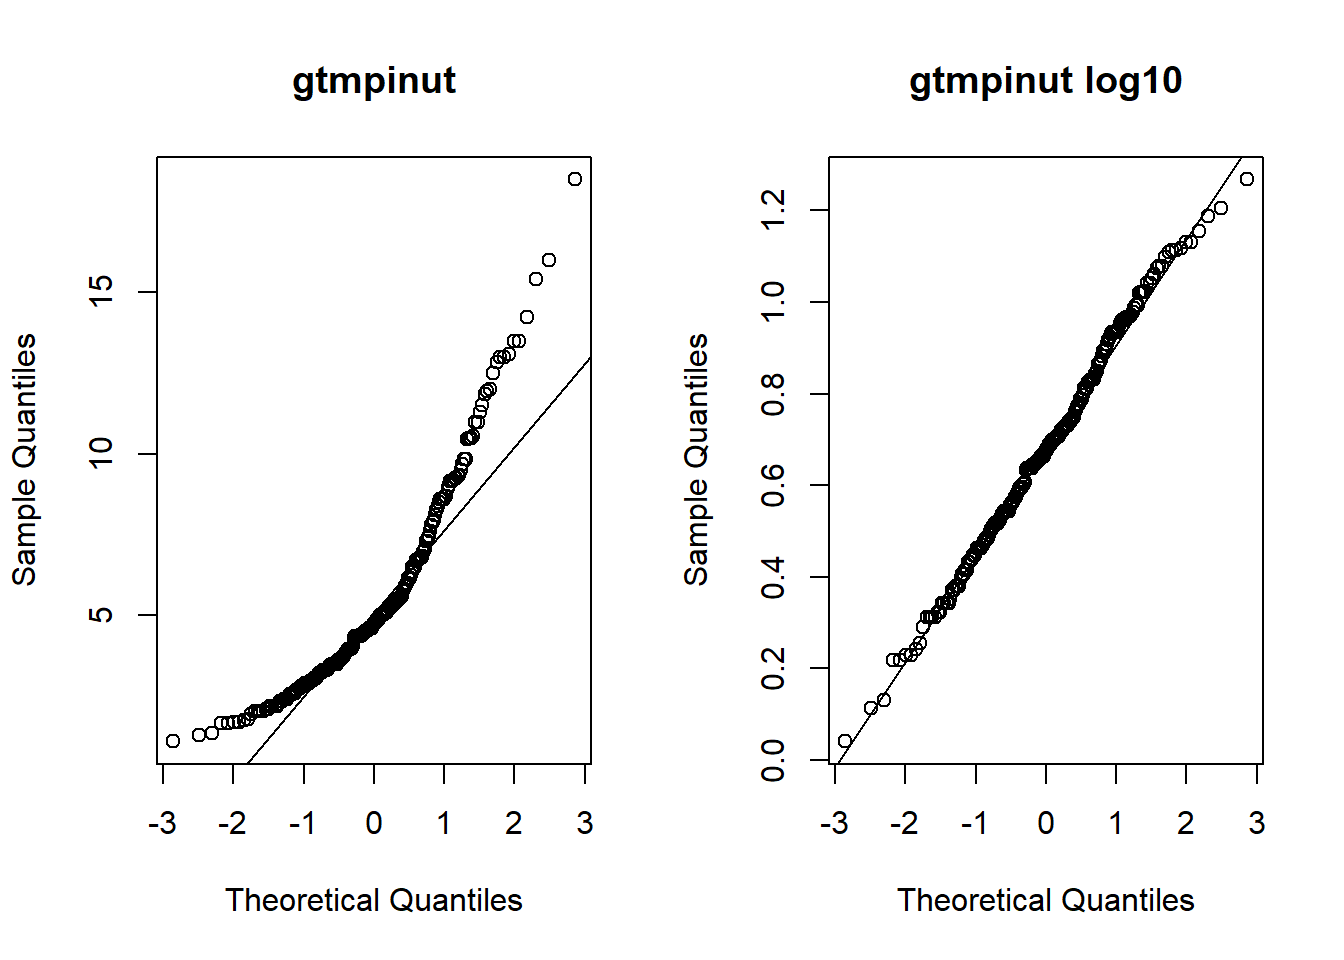 gtmpinut
Sample Quantiles
15
10
5
-3 -2 -1 0 1 2 3
Theoretical Quantiles
gtmpinut log10
Sample Quantiles
1.2
1.0
0.8
0.6
0.4
0.2
0.0
-3 -2 -1 0 1 2 3
Theoretical Quantiles